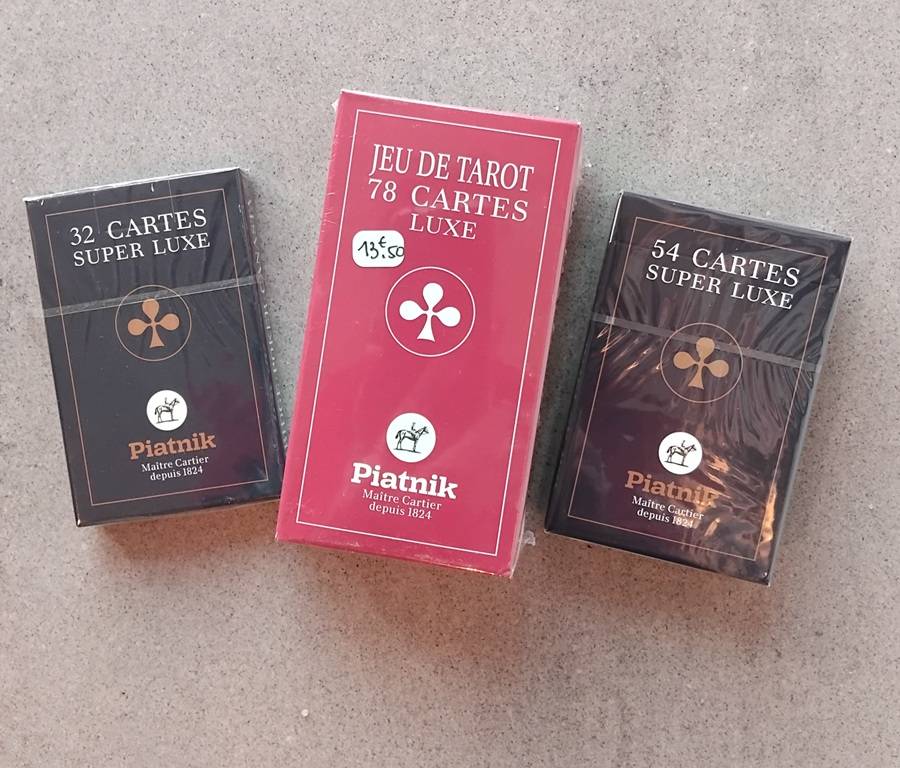 32 CARTES
SUPER LUXE
Piatnik
Maître Cartier
depuis 1824
JEU DE TAROT
78 CARTES
LUXE
13€.50
Piatnik
Maître Cartier
depuis 1824
54 CARTES
SUPER LUXE
Piatnik
Maître Cartier
depuis 1824